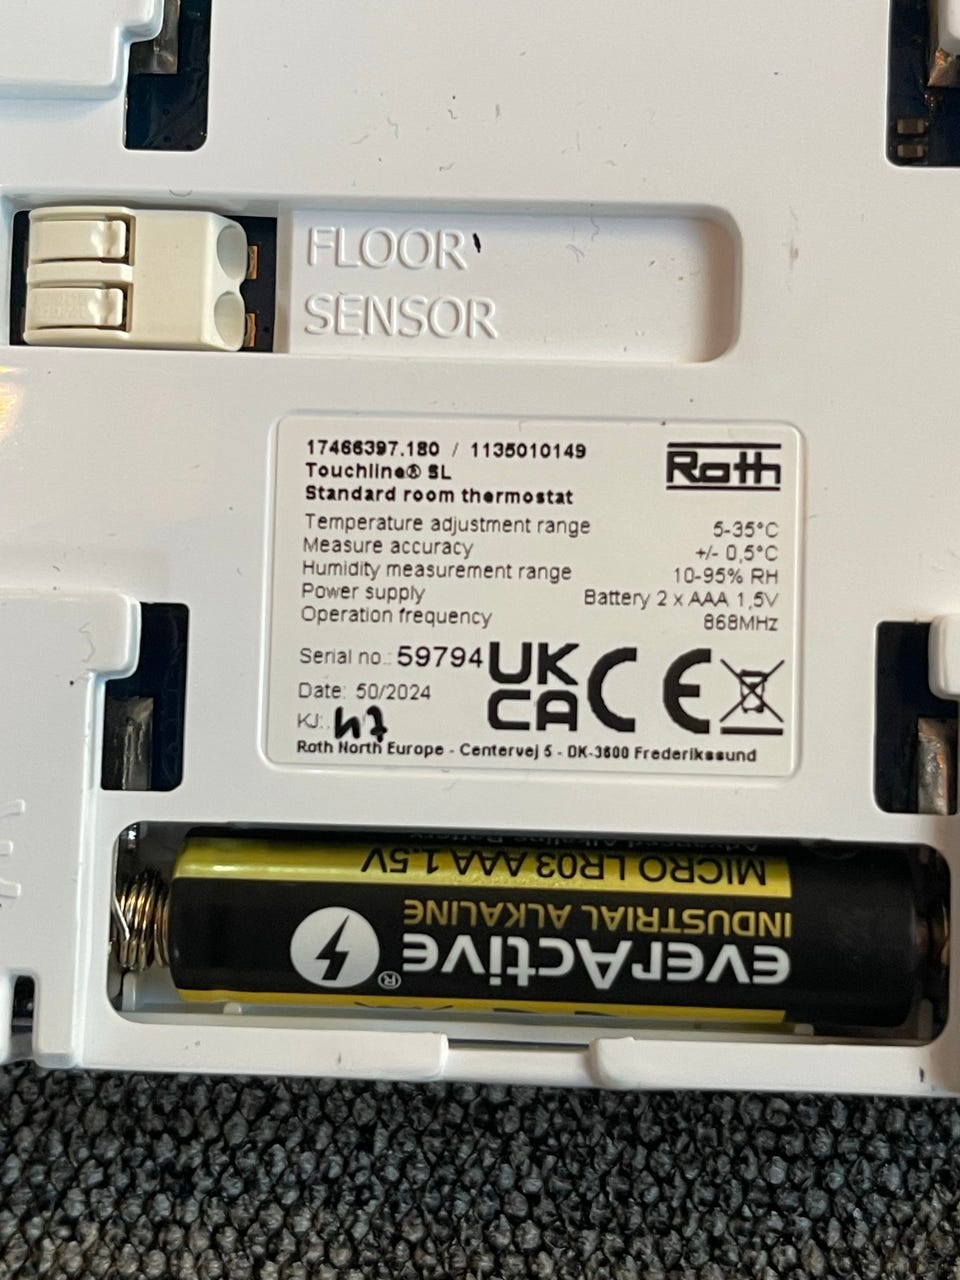 FLOOR
SENSOR
17466397.180 / 1135010149
Roth
Touchline® SL
Standard room thermostat
Temperature adjustment range 5-35°C
Measure accuracy +/- 0,5°C
Humidity measurement range 10-95% RH
Power supply Battery 2 x AAA 1,5V
Operation frequency 868MHz
Serial no.: 59794
UK
CA
CE
Date: 50/2024
KJ:.
Roth North Europe - Centervej 5 - DK-3600 Frederikssund
everActive®
INDUSTRIAL ALKALINE
MICRO LR03 AAA 1.5V
Advanced Alkaline Battery